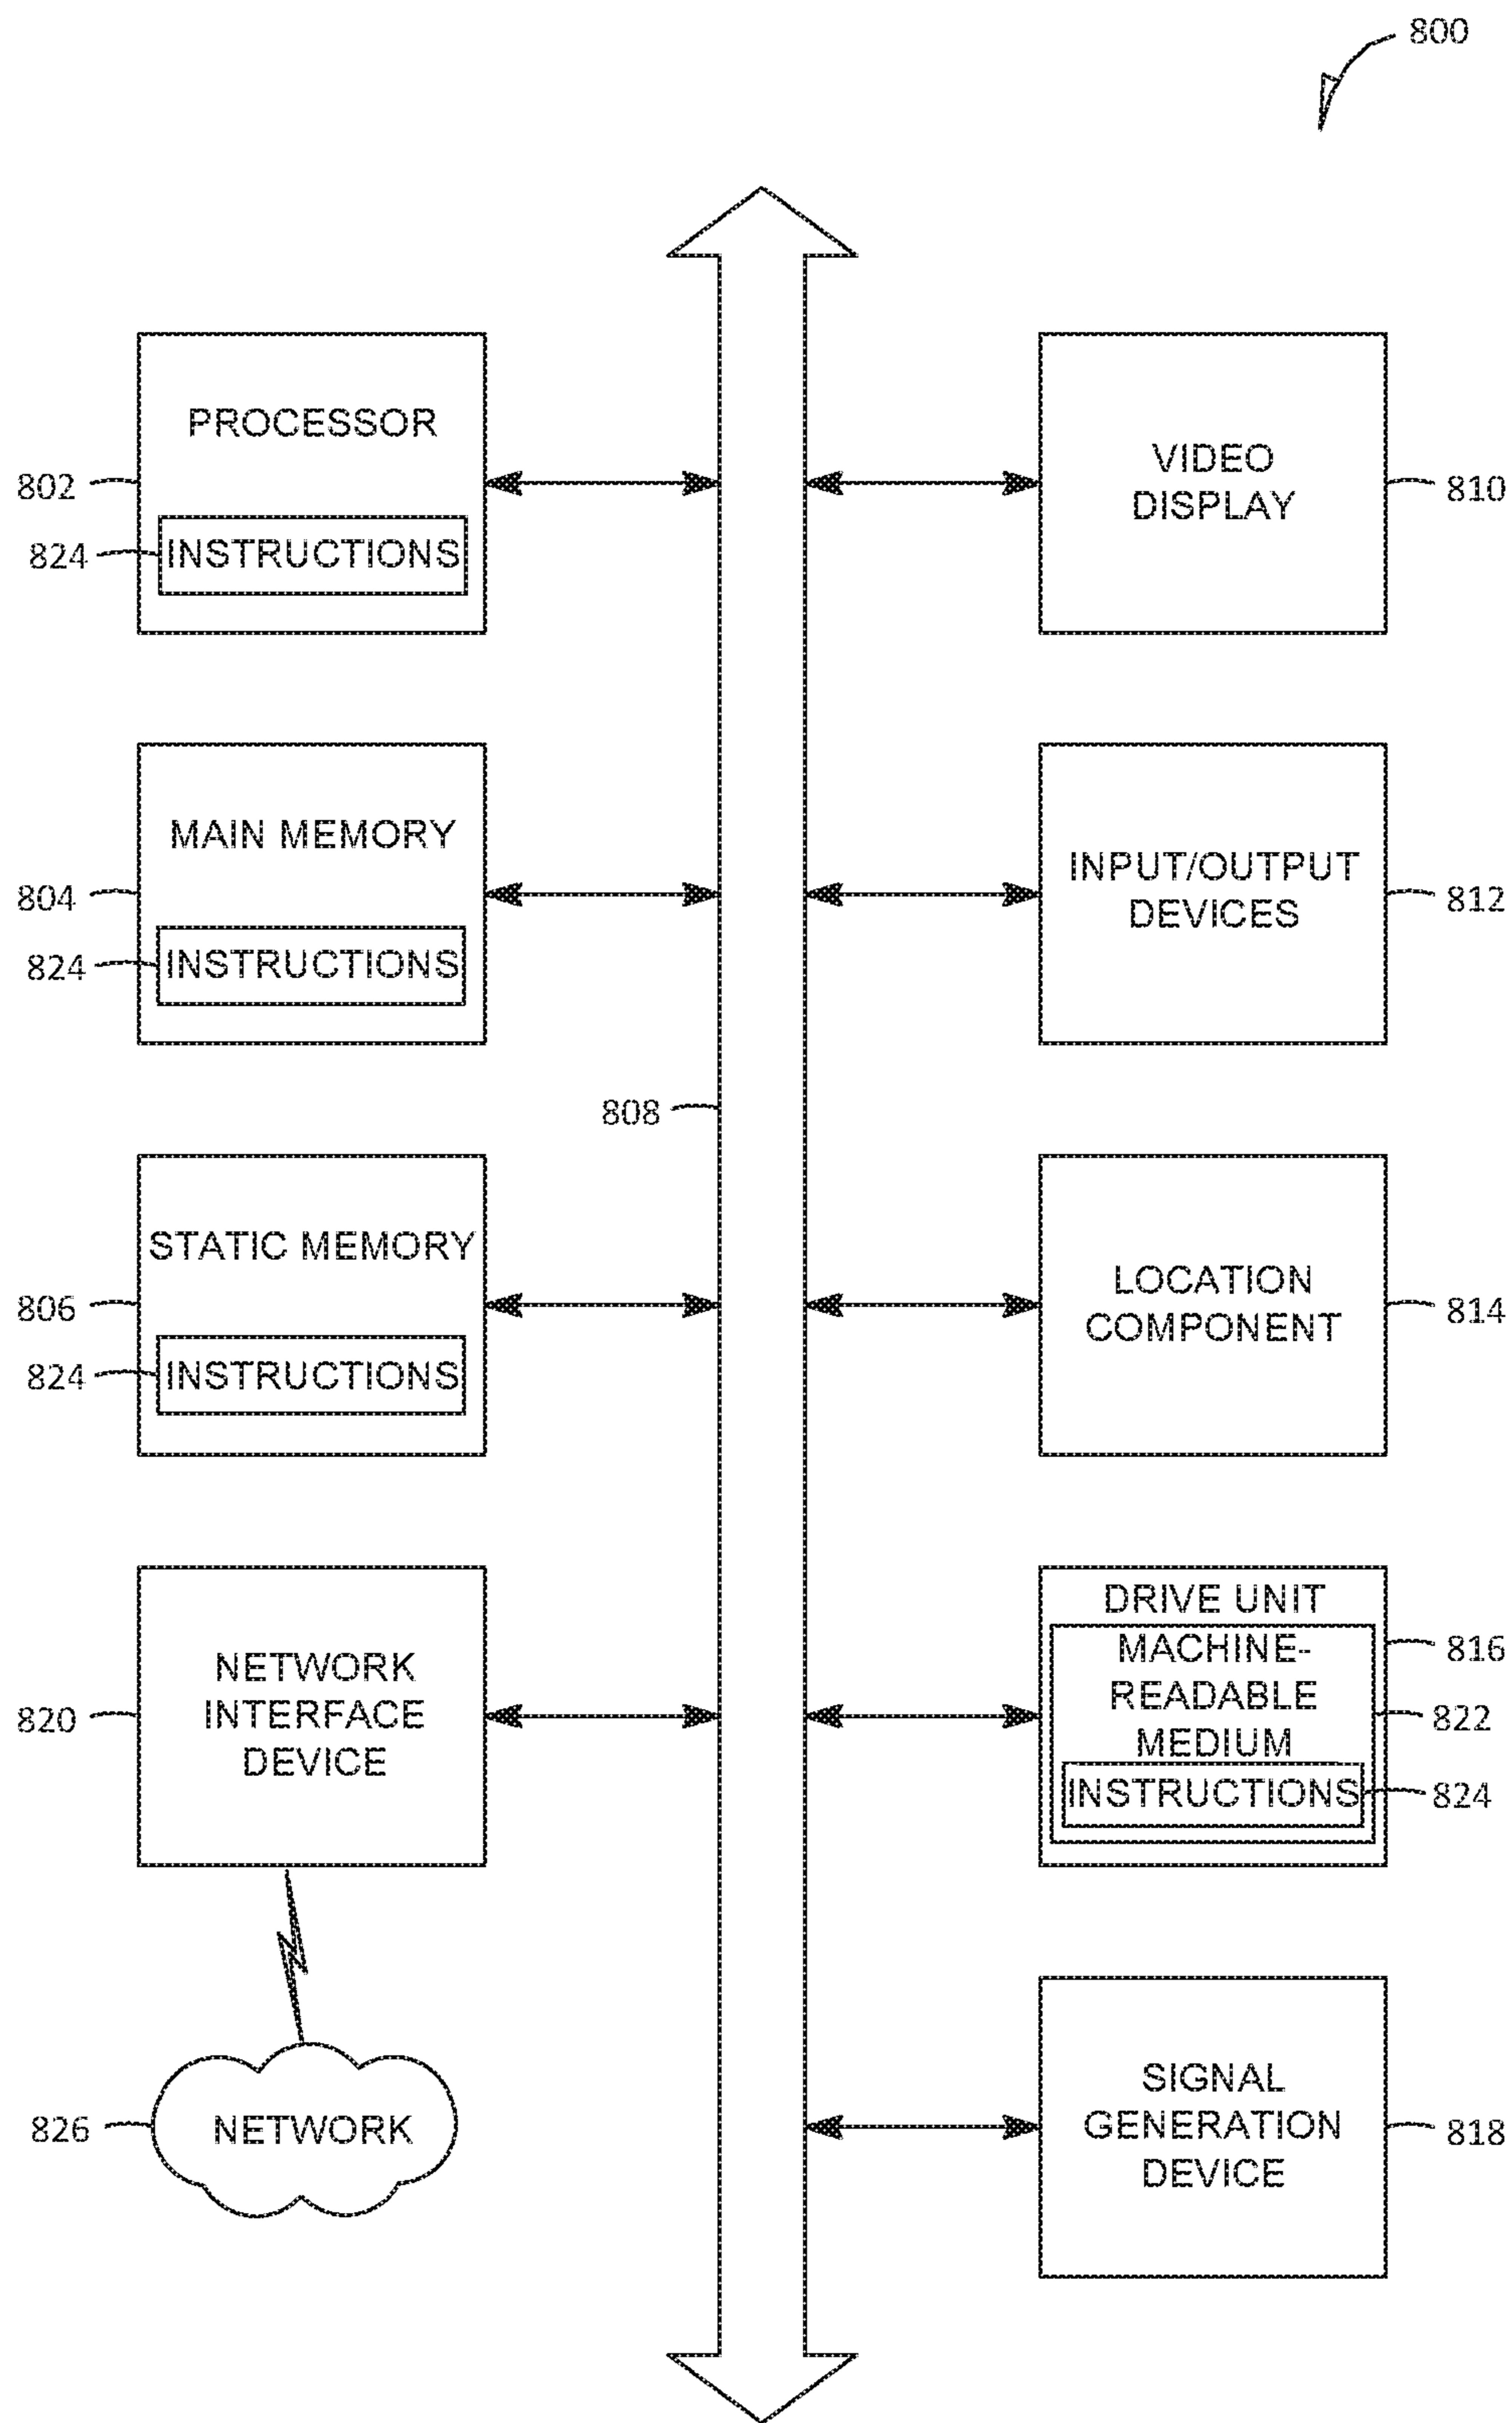 800
PROCESSOR
802
824
INSTRUCTIONS
VIDEO
DISPLAY
810
MAIN MEMORY
804
824
INSTRUCTIONS
INPUT/OUTPUT
DEVICES
812
808
STATIC MEMORY
806
824
INSTRUCTIONS
LOCATION
COMPONENT
814
NETWORK
INTERFACE
DEVICE
820
DRIVE UNIT
816
MACHINE-
READABLE
MEDIUM
822
INSTRUCTIONS
824
826
NETWORK
SIGNAL
GENERATION
DEVICE
818